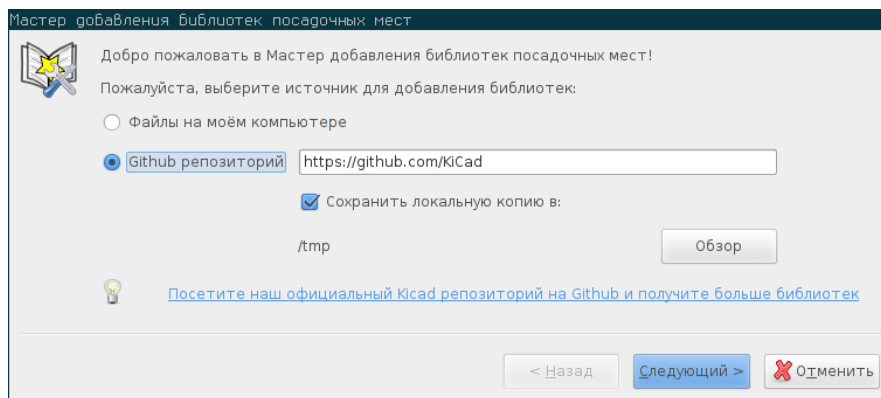 Мастер добавления библиотек посадочных мест
Добро пожаловать в Мастер добавления библиотек посадочных мест!
Пожалуйста, выберите источник для добавления библиотек:
Файлы на моём компьютере
Github репозиторий https://github.com/KiCad
Сохранить локальную копию в:
/tmp Обзор
Посетите наш официальный Kicad репозиторий на Github и получите больше библиотек
< Назад Следующий > Отменить